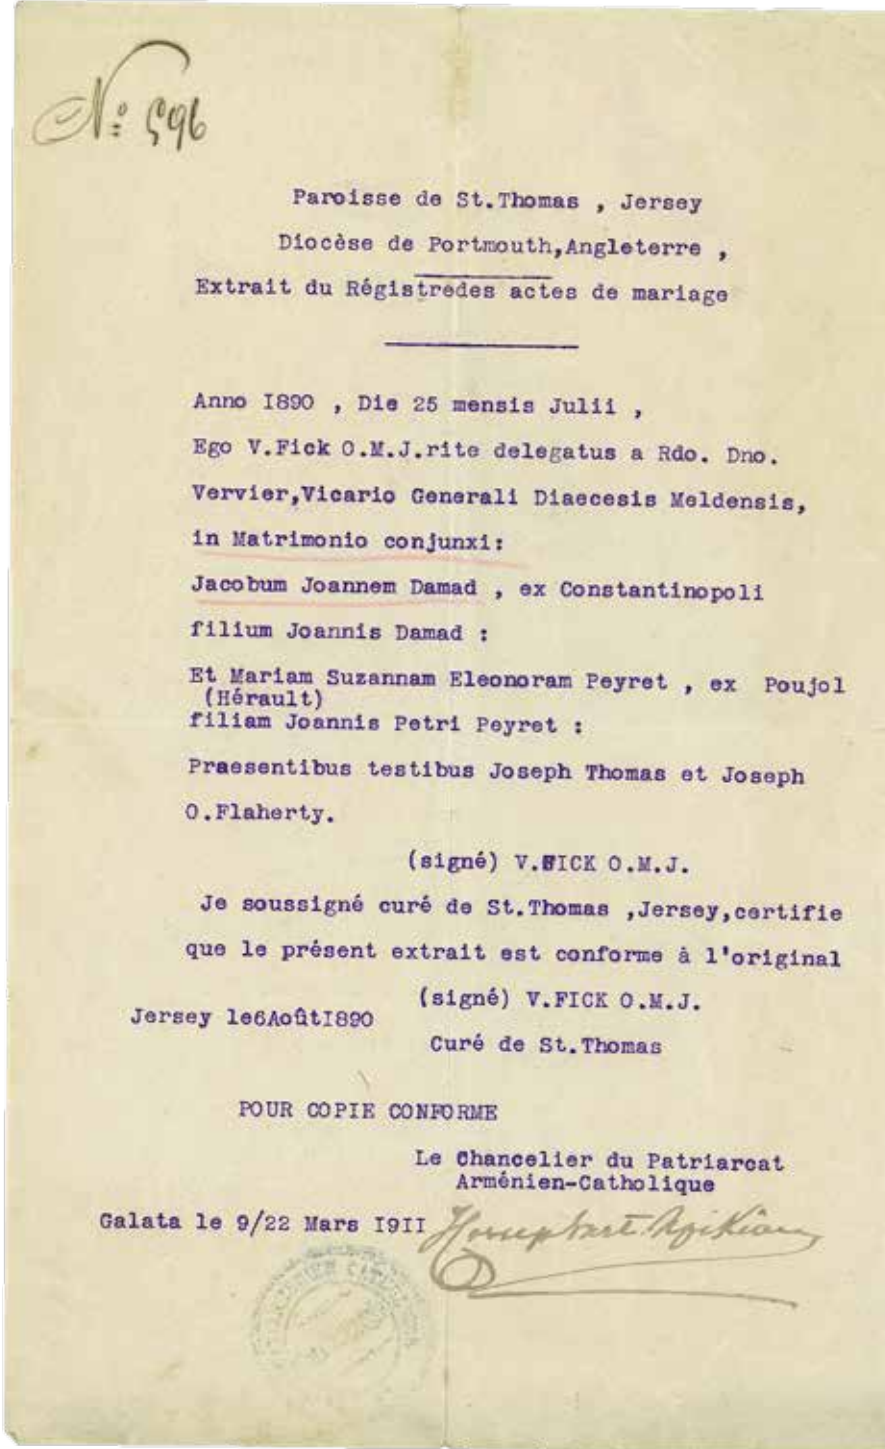 Nº 596
Paroisse de St.Thomas , Jersey
Diocèse de Portmouth,Angleterre ,
Extrait du Régistredes actes de mariage
Anno I890 , Die 25 mensis Julii ,
Ego V.Fick O.M.J.rite delegatus a Rdo. Dno.
Vervier,Vicario Generali Diaecesis Meldensis,
in Matrimonio conjunxi:
Jacobum Joannem Damad , ex Constantinopoli
filium Joannis Damad :
Et Mariam Suzannam Eleonoram Peyret , ex Poujol
(Hérault)
filiam Joannis Petri Peyret :
Praesentibus testibus Joseph Thomas et Joseph
O.Flaherty.
(signé) V.FICK O.M.J.
Je soussigné curé de St.Thomas ,Jersey,certifie
que le présent extrait est conforme à l'original
(signé) V.FICK O.M.J.
Jersey le6AoûtI890
Curé de St.Thomas
POUR COPIE CONFORME
Le Chancelier du Patriarcat
Arménien-Catholique
Galata le 9/22 Mars I9II